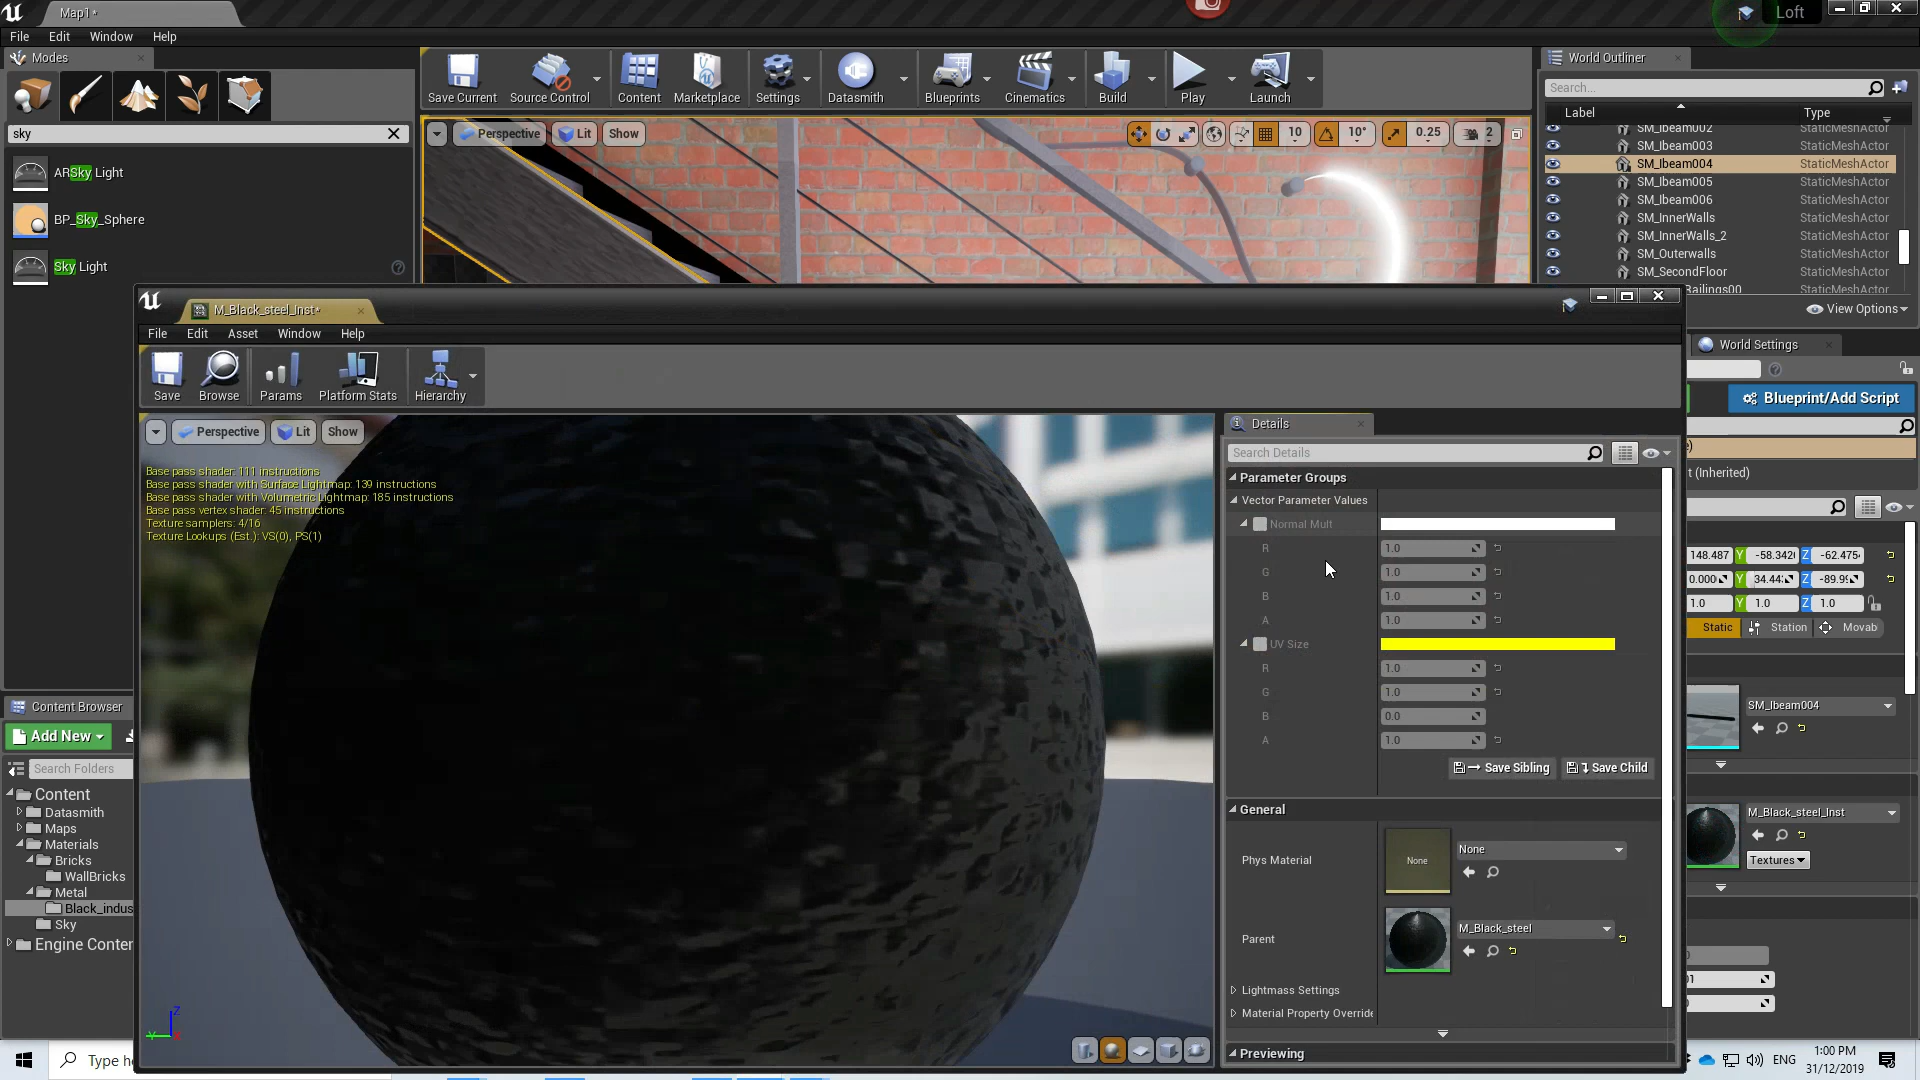 Map1*
Loft
File Edit Window Help
Modes
World Outliner
Save Current
Source Control
Content
Marketplace
Settings
Datasmith
Blueprints
Cinematics
Build
Play
Launch
Search...
Label
Type
sky
Perspective
Lit
Show
10
10°
0.25
2
SM_Ibeam002 StaticMeshActor
SM_Ibeam003 StaticMeshActor
SM_Ibeam004 StaticMeshActor
SM_Ibeam005 StaticMeshActor
SM_Ibeam006 StaticMeshActor
SM_InnerWalls StaticMeshActor
SM_InnerWalls_2 StaticMeshActor
SM_Outerwalls StaticMeshActor
SM_SecondFloor StaticMeshActor
Railings00 StaticMeshActor
View Options
ARSky Light
BP_Sky_Sphere
Sky Light
M_Black_steel_Inst*
File Edit Asset Window Help
World Settings
Save
Browse
Params
Platform Stats
Hierarchy
Blueprint/Add Script
t (Inherited)
Perspective
Lit
Show
Base pass shader: 111 instructions
Base pass shader with Surface Lightmap: 139 instructions
Base pass shader with Volumetric Lightmap: 185 instructions
Base pass vertex shader: 45 instructions
Texture samplers: 4/16
Texture Lookups (Est.): VS(0), PS(1)
Details
Search Details
Parameter Groups
Vector Parameter Values
Normal Mult
R 1.0
G 1.0
B 1.0
A 1.0
UV Size
R 1.0
G 1.0
B 0.0
A 1.0
Save Sibling
Save Child
General
Phys Material
None
None
Parent
M_Black_steel
Lightmass Settings
Material Property Override
Previewing
148.487 Y -58.342 Z -62.475
0.000 Y 34.44 Z -89.99
1.0 Y 1.0 Z 1.0
Static
Station
Movab
SM_Ibeam004
M_Black_steel_Inst
Textures
Content Browser
Add New
Search Folders
Content
Datasmith
Maps
Materials
Bricks
WallBricks
Metal
Black_indus
Sky
Engine Conter
Z
Type he
ENG
1:00 PM
31/12/2019